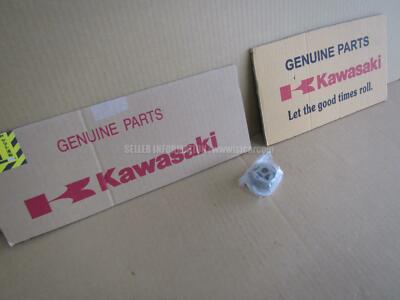 GENUINE PARTS
Kawasaki
GENUINE PARTS
Kawasaki
Let the good times roll.